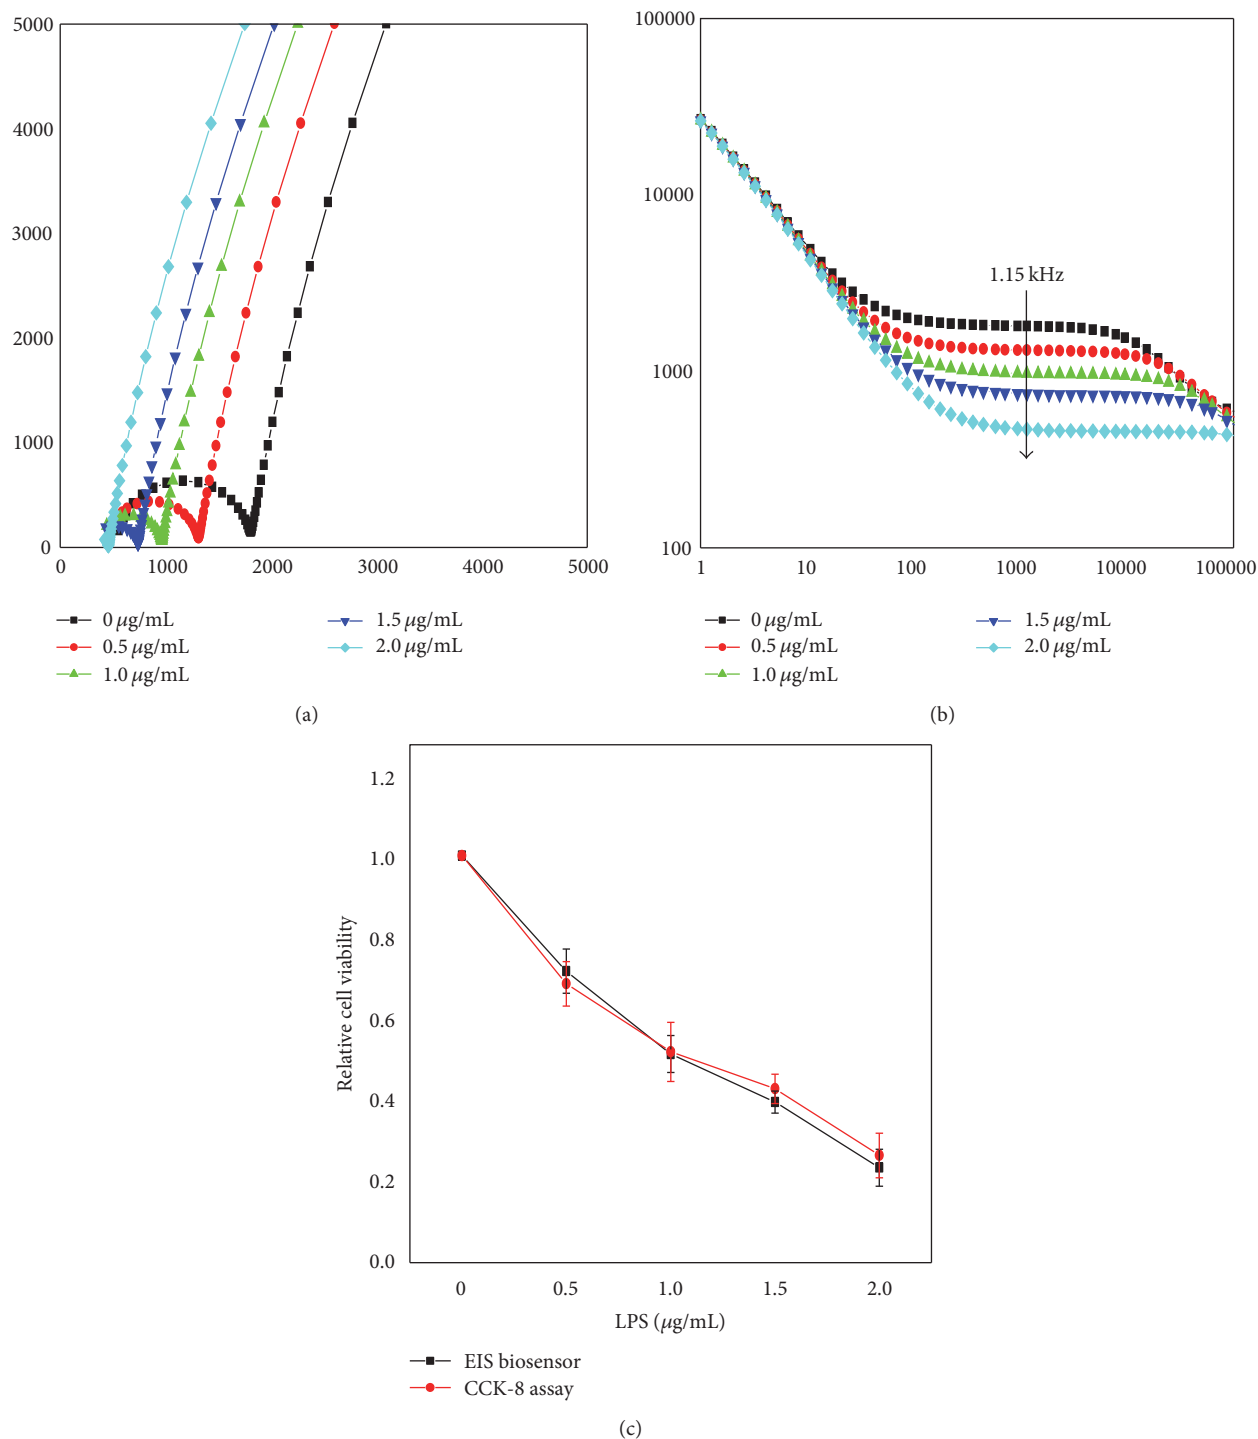 5000
4000
3000
2000
1000
0
0 1000 2000 3000 4000 5000
0 μg/mL
0.5 μg/mL
1.0 μg/mL
1.5 μg/mL
2.0 μg/mL
(a)
100000
10000
1000
100
1.15 kHz
1 10 100 1000 10000 100000
0 μg/mL
0.5 μg/mL
1.0 μg/mL
1.5 μg/mL
2.0 μg/mL
(b)
Relative cell viability
1.2
1.0
0.8
0.6
0.4
0.2
0.0
0 0.5 1.0 1.5 2.0
LPS (μg/mL)
EIS biosensor
CCK-8 assay
(c)